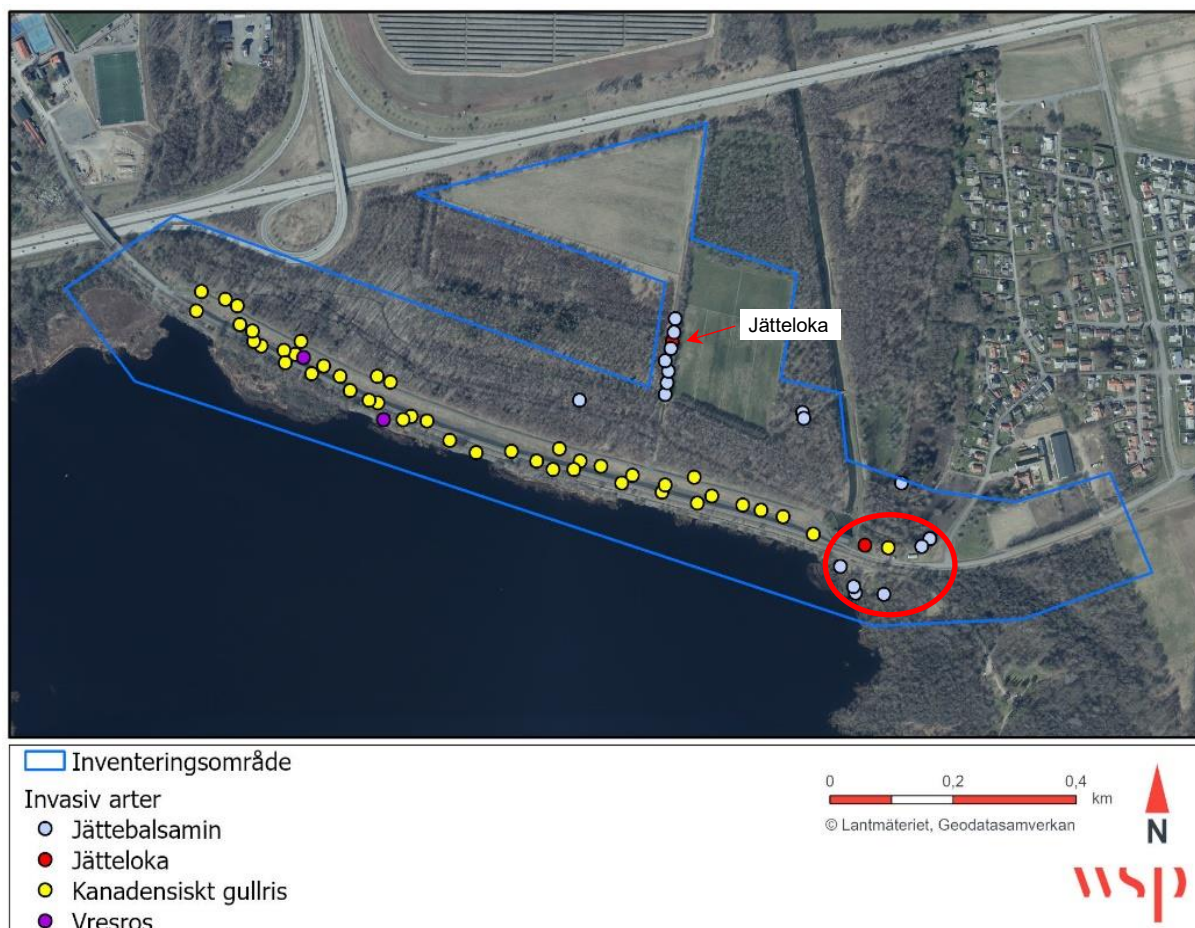 Jätteloka
Inventeringsområde
Invasiv arter
Jättebalsamin
Jätteloka
Kanadensiskt gullris
Vresros
0 0,2 0,4
km
© Lantmäteriet, Geodatasamverkan
N
wsp